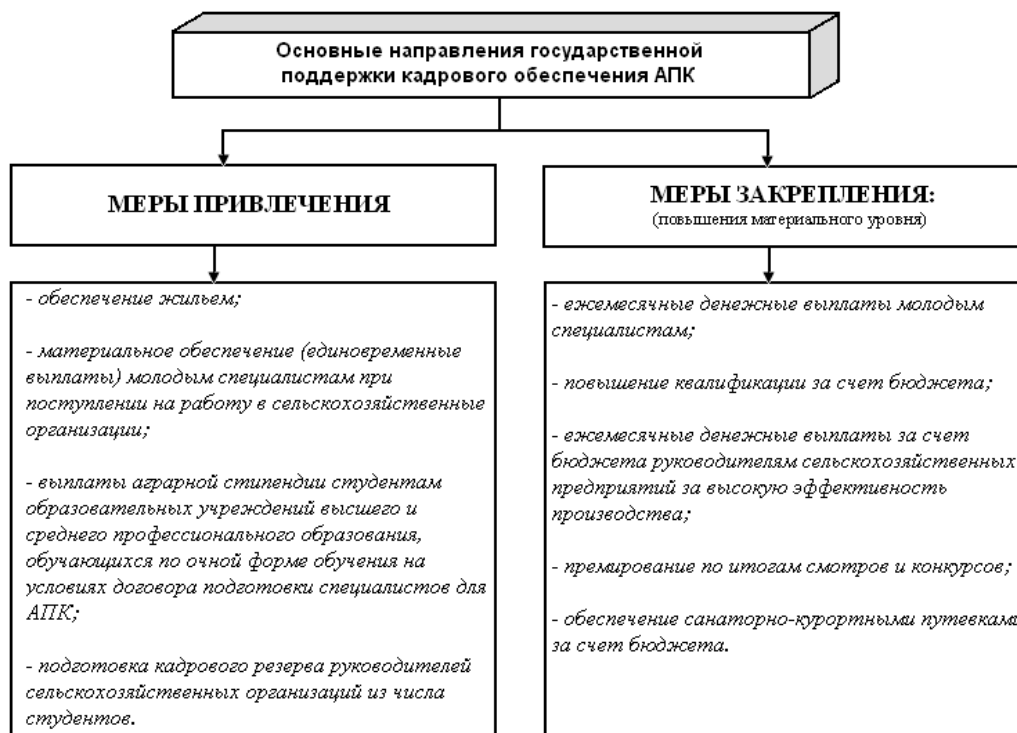 Основные направления государственной
поддержки кадрового обеспечения АПК
МЕРЫ ПРИВЛЕЧЕНИЯ
МЕРЫ ЗАКРЕПЛЕНИЯ:
(повышения материального уровня)
- обеспечение жильем;
- материальное обеспечение (единовременные
выплаты) молодым специалистам при
поступлении на работу в сельскохозяйственные
организации;
- выплаты аграрной стипендии студентам
образовательных учреждений высшего и
среднего профессионального образования,
обучающихся по очной форме обучения на
условиях договора подготовки специалистов для
АПК;
- подготовка кадрового резерва руководителей
сельскохозяйственных организаций из числа
студентов.
- ежемесячные денежные выплаты молодым
специалистам;
- повышение квалификации за счет бюджета;
- ежемесячные денежные выплаты за счет
бюджета руководителям сельскохозяйственных
предприятий за высокую эффективность
производства;
- премирование по итогам смотров и конкурсов;
- обеспечение санаторно-курортными путевками
за счет бюджета.